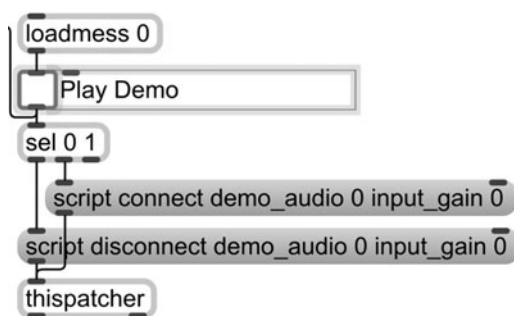 loadmess 0
Play Demo
sel 0 1
script connect demo_audio 0 input_gain 0
script disconnect demo_audio 0 input_gain 0
thispatcher